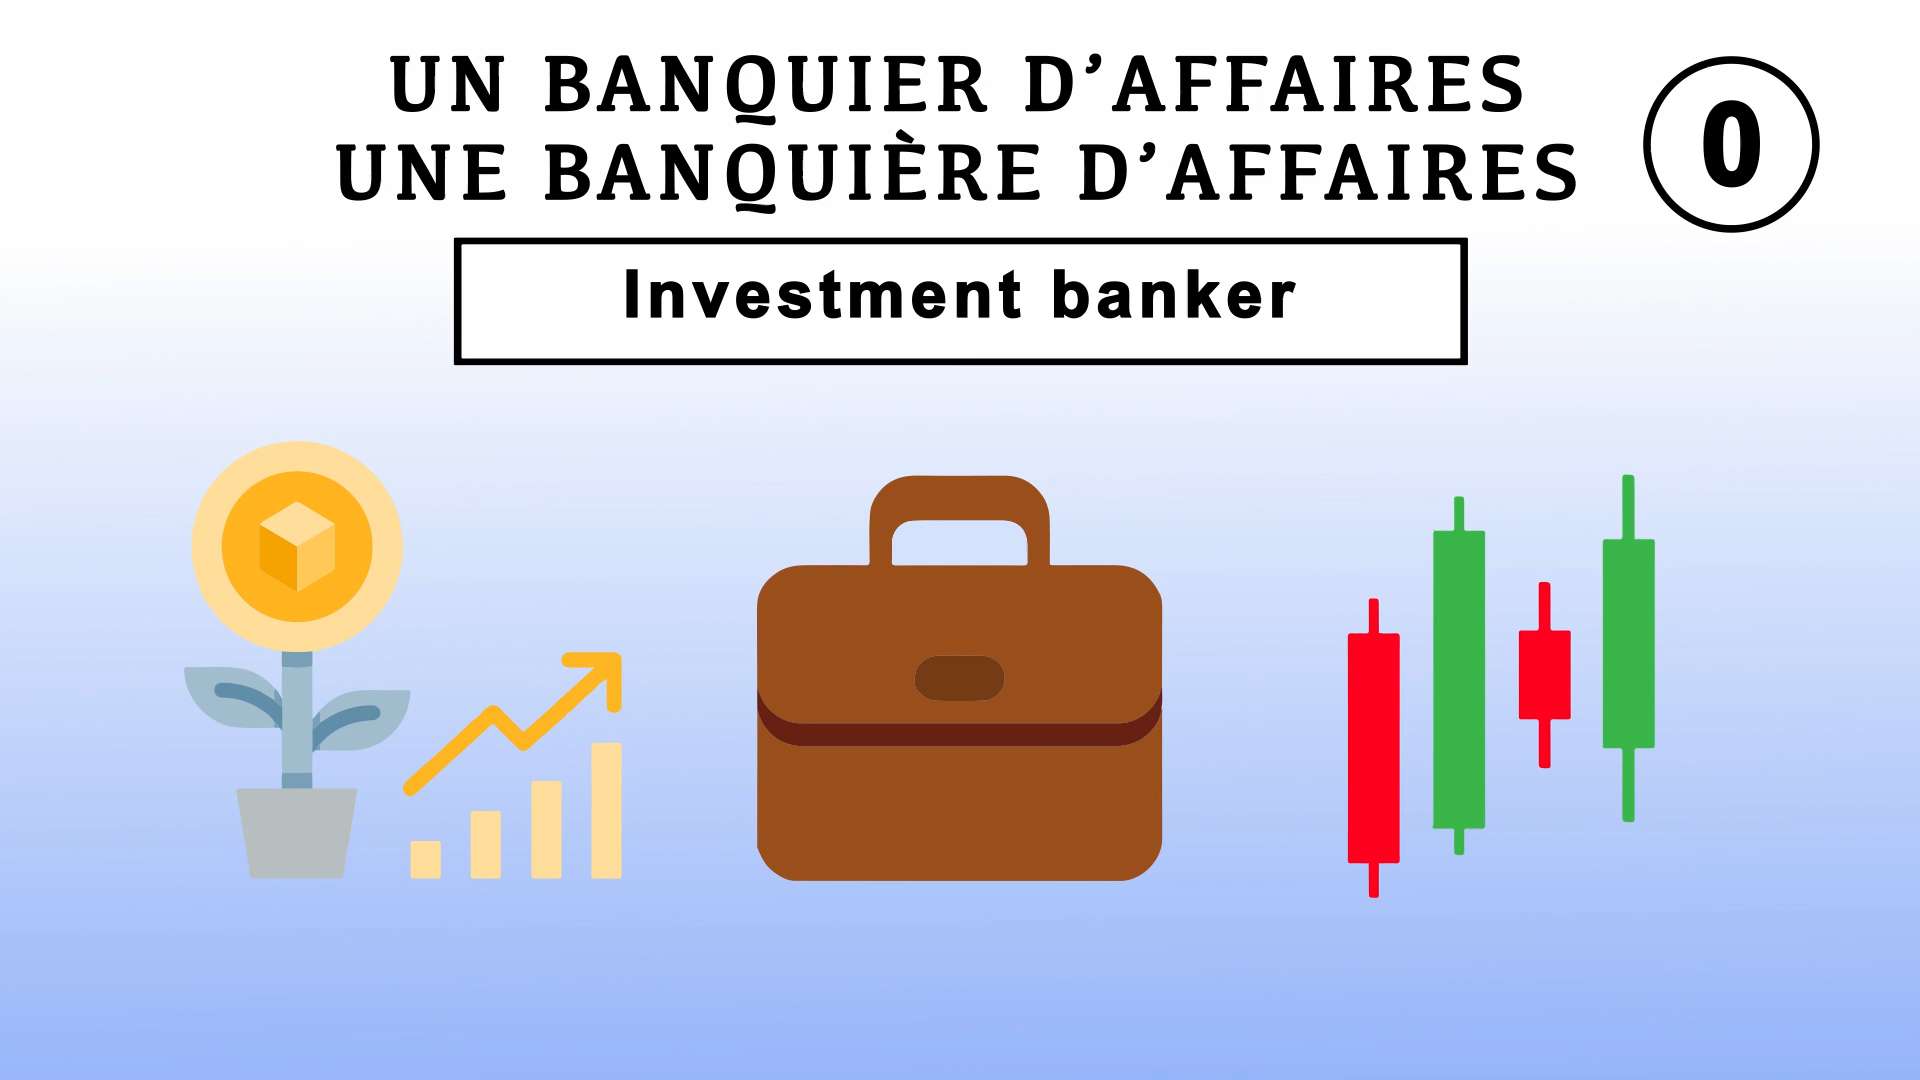 UN BANQUIER D’AFFAIRES
UNE BANQUIÈRE D’AFFAIRES
0
Investment banker